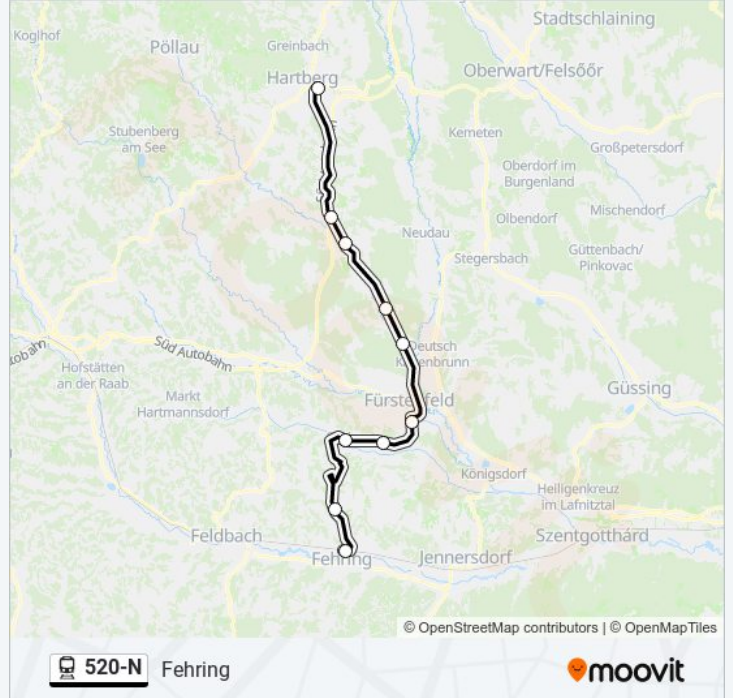 Stadtschlaining
Koglhof
Pöllau
Greinbach
Hartberg
Oberwart/Felsőőr
Stubenberg
am See
Kemeten
Großpetersdorf
Oberdorf im
Burgenland
Olbendorf
Mischendorf
Neudau
Stegersbach
Güttenbach/
Pinkovac
Süd Autobahn
tobahn
Hofstätten
an der Raab
Deutsch
Markt
Hartmannsdorf
Güssing
Königsdorf
Heiligenkreuz
im Lafnitztal
Feldbach
Szentgotthárd
Fehring
Jennersdorf
© OpenStreetMap contributors | © OpenMapTiles
520-N Fehring
moovit